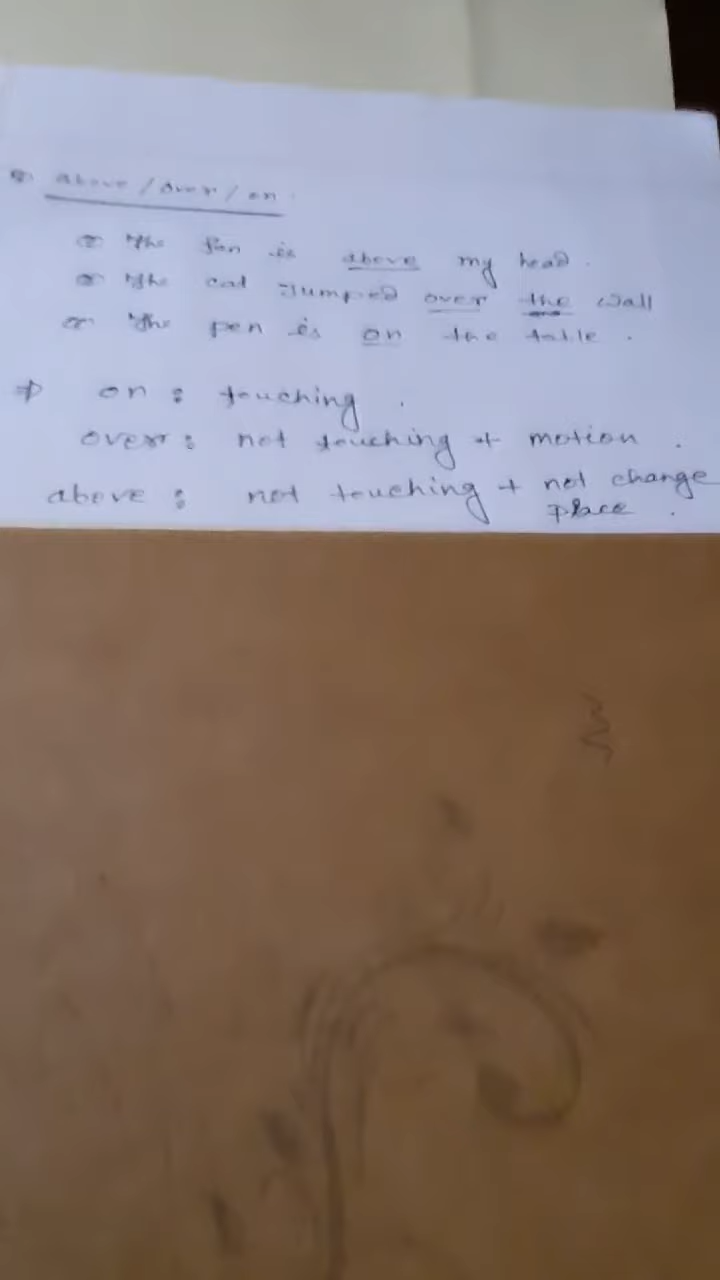 above / over / on
The fan is above my head.
The cat Jumped over the wall
The pen is on the table.
on : touching.
over : not touching + motion.
above : not touching + not change
place.